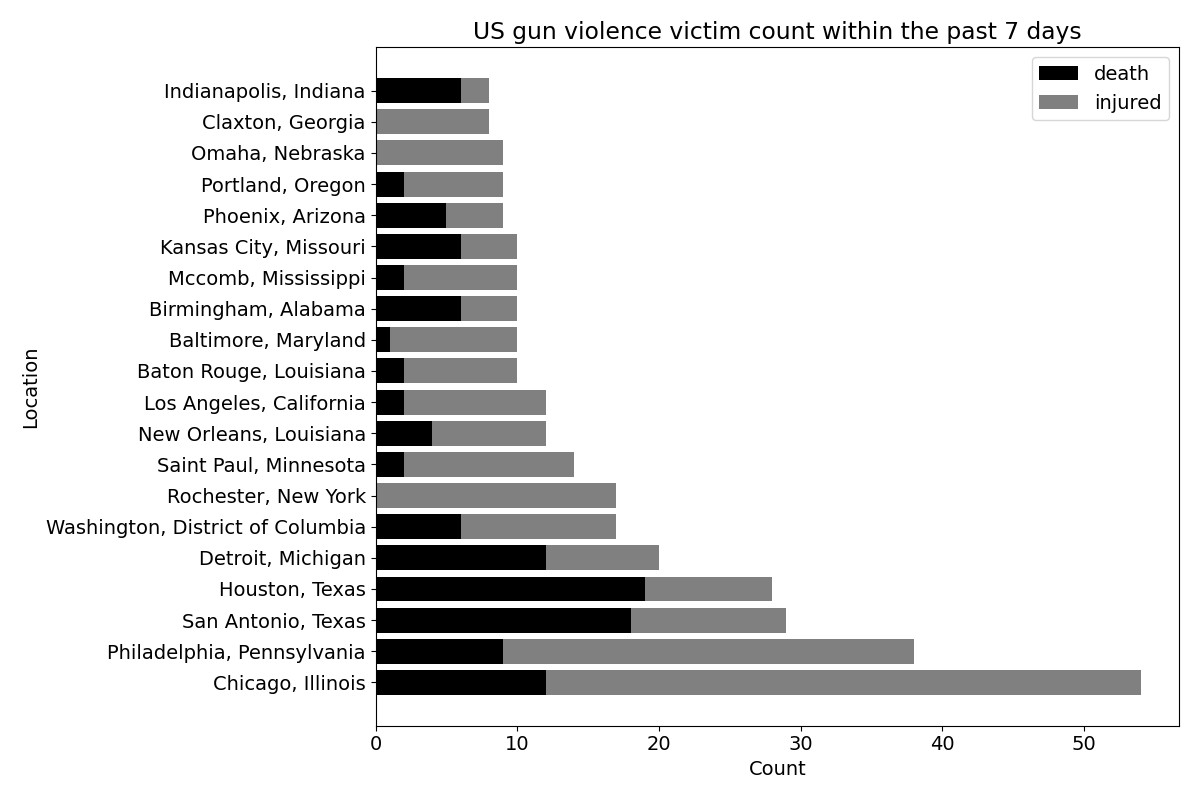 US gun violence victim count within the past 7 days
death
injured
Indianapolis, Indiana
Claxton, Georgia
Omaha, Nebraska
Portland, Oregon
Phoenix, Arizona
Kansas City, Missouri
Mccomb, Mississippi
Birmingham, Alabama
Baltimore, Maryland
Baton Rouge, Louisiana
Los Angeles, California
New Orleans, Louisiana
Saint Paul, Minnesota
Rochester, New York
Washington, District of Columbia
Detroit, Michigan
Houston, Texas
San Antonio, Texas
Philadelphia, Pennsylvania
Chicago, Illinois
Location
0 10 20 30 40 50
Count